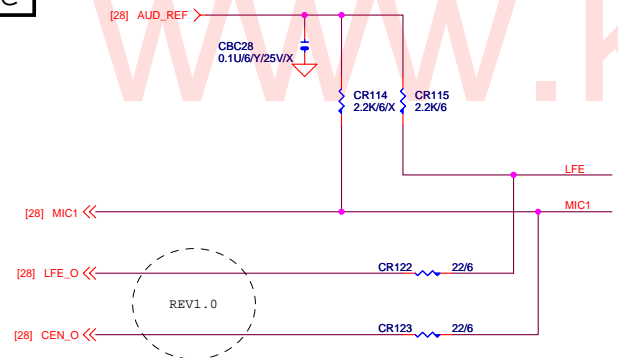 WWW.K
[28] AUD_REF
CBC28
0.1U/6/Y/25V/X
CR114
2.2K/6/X
CR115
2.2K/6
LFE
[28] MIC1
MIC1
[28] LFE_O
CR122 22/6
REV1.0
[28] CEN_O
CR123 22/6